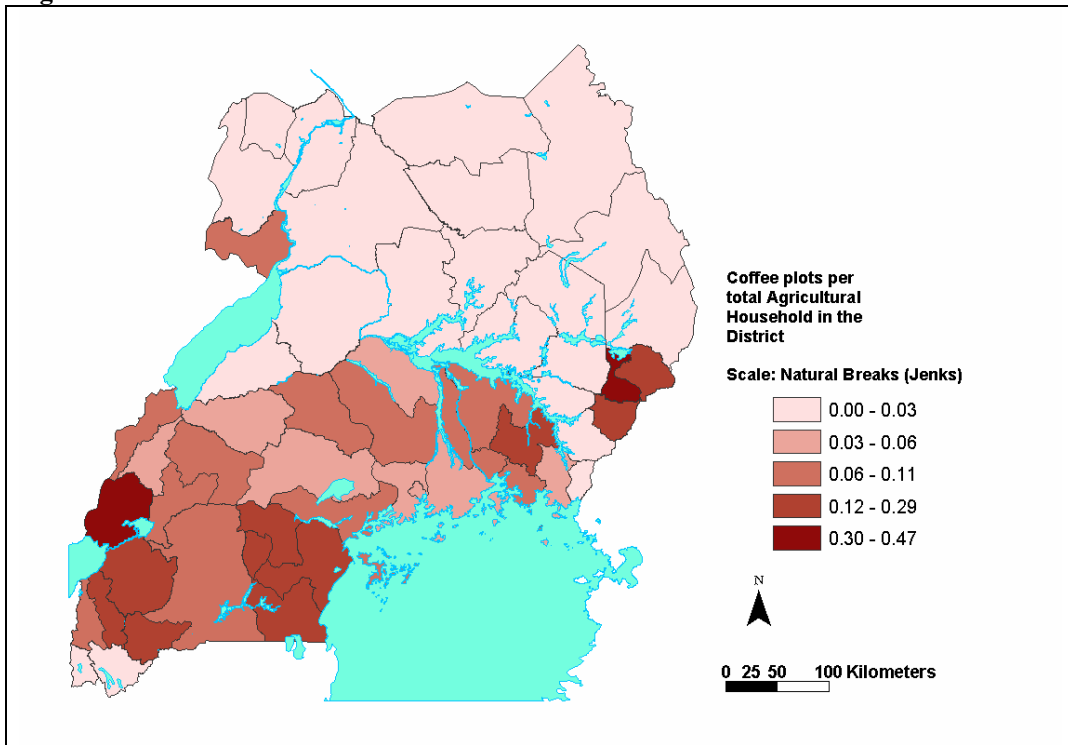 Coffee plots per
total Agricultural
Household in the
District
Scale: Natural Breaks (Jenks)
0.00 - 0.03
0.03 - 0.06
0.06 - 0.11
0.12 - 0.29
0.30 - 0.47
N
0 25 50 100 Kilometers